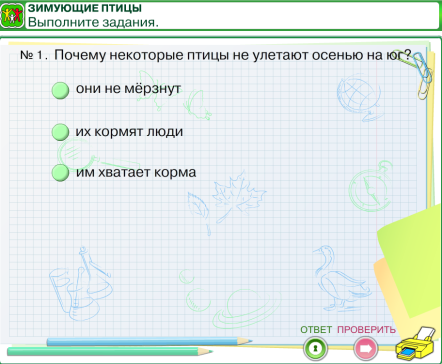 ЗИМУЮЩИЕ ПТИЦЫ
Выполните задания.
№ 1. Почему некоторые птицы не улетают осенью на юг?
они не мёрзнут
их кормят люди
им хватает корма
ОТВЕТ ПРОВЕРИТЬ